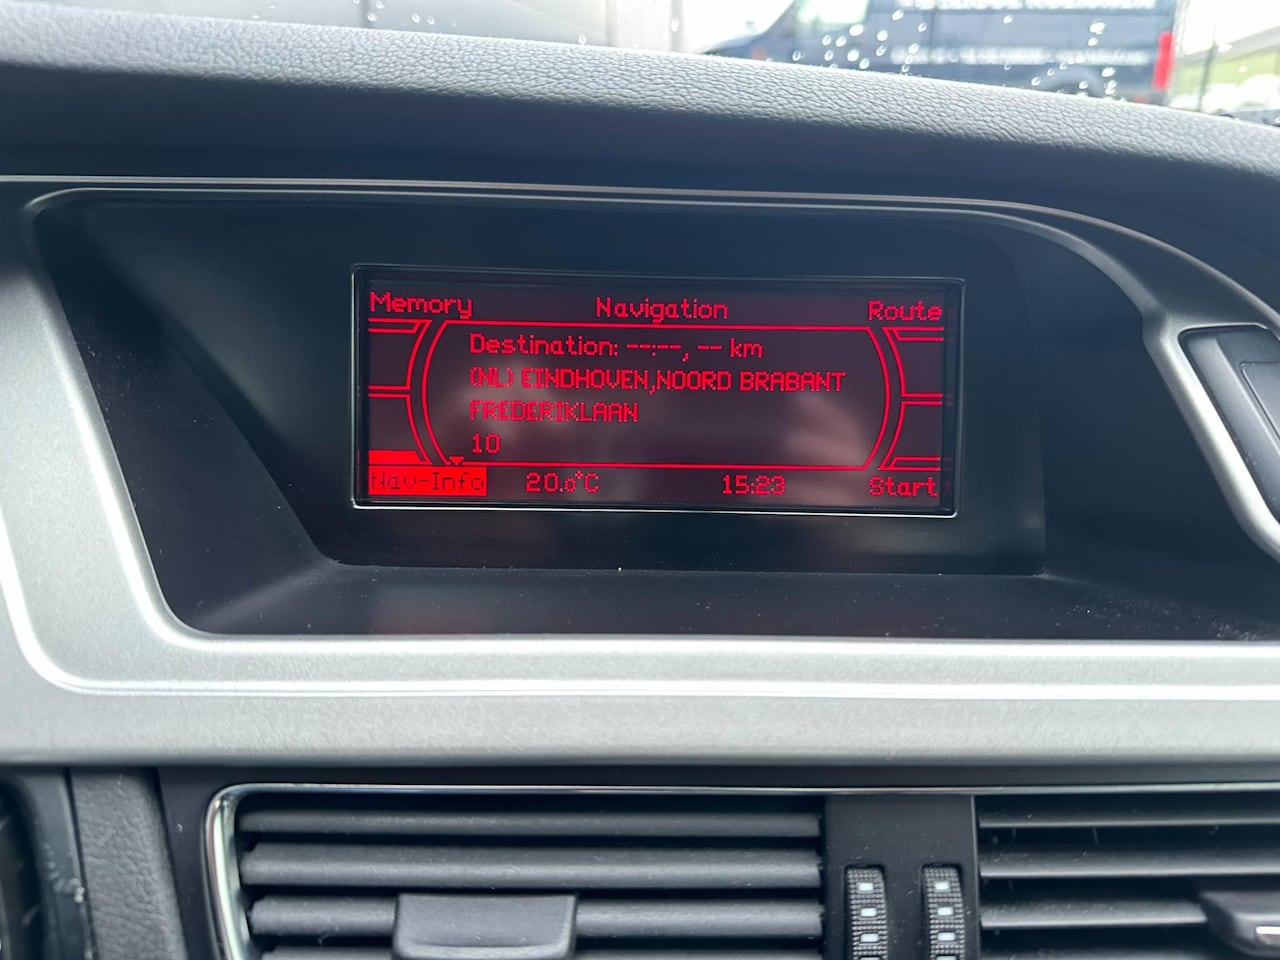 Memory Navigation Route
Destination: --:--, -- km
(NL) EINDHOVEN,NOORD BRABANT
FREDERIKLAAN
10
Nav-Info 20.0°C 15:23 Start